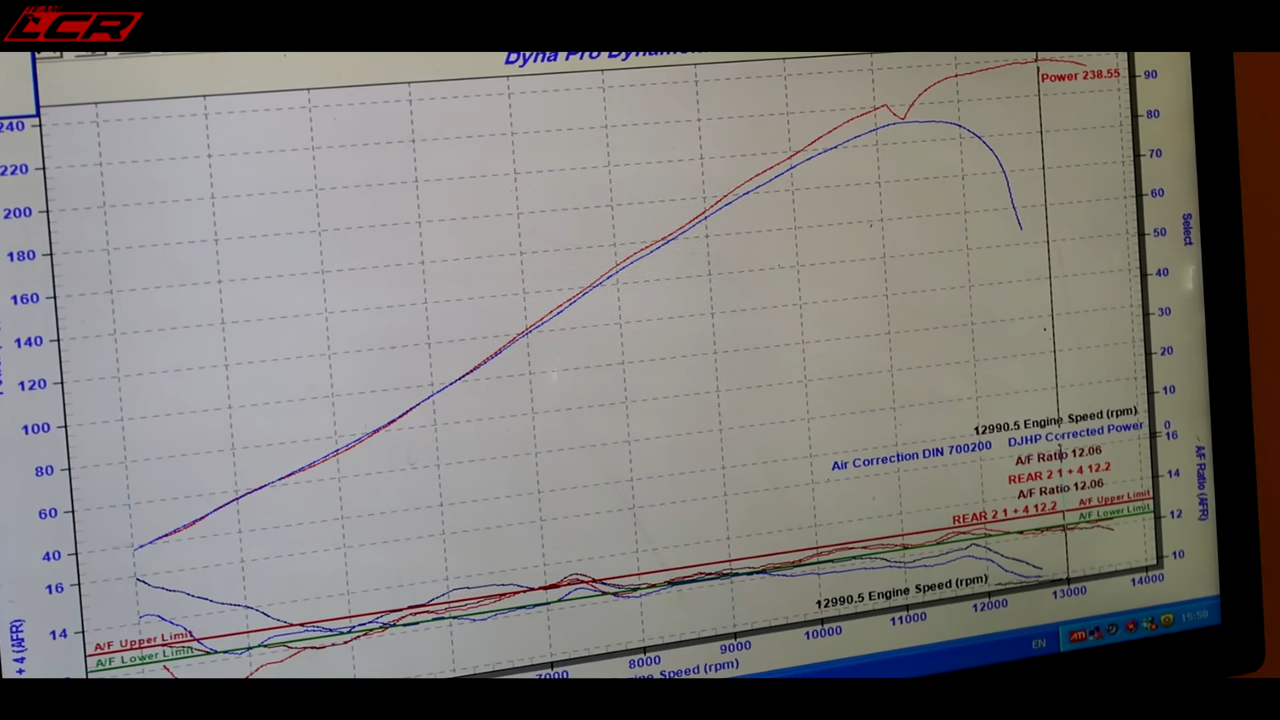 TEAM
LCR
Dyna Pro Dynamom
Power 238.55
240
220
200
180
160
140
120
100
80
60
40
16
14
90
80
70
60
50
40
30
20
10
0
Select
16
14
12
10
A/F Ratio (AFR)
12990.5 Engine Speed (rpm)
Air Correction DIN 700200 DJHP Corrected Power
A/F Ratio 12.06
REAR 2 1 + 4 12.2
A/F Ratio 12.06
REAR 2 1 + 4 12.2
A/F Upper Limit
A/F Lower Limit
A/F Upper Limit
A/F Lower Limit
+ 4 (AFR)
12990.5 Engine Speed (rpm)
7000
8000
9000
10000
11000
12000
13000
14000
ine Speed (rpm)
EN
ATI
15:58